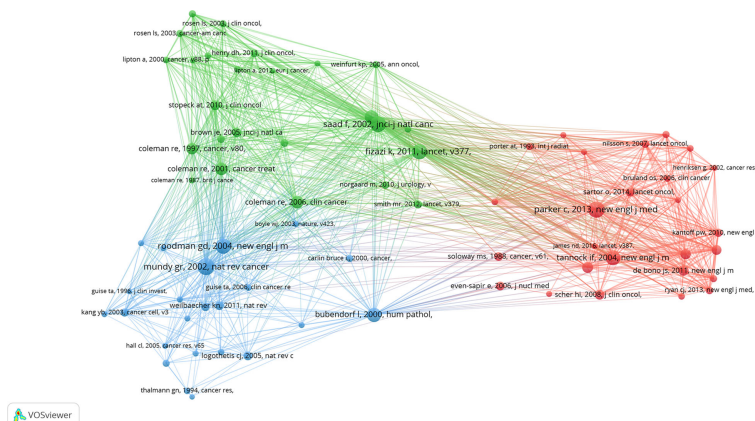 rosen ls, 2003, j clin oncol,
rosen ls, 2003, cancer-am canc
henry dh, 2011, j clin oncol,
lipton a, 2000, cancer, v88, p
lipton a, 2012, eur j cancer,
weinfurt kp, 2005, ann oncol,
stopeck at, 2010, j clin oncol
saad f, 2002, jnci-j natl canc
brown je, 2005, jnci-j natl ca
porter at, 1993, int j radiat
nilsson s, 2007, lancet oncol,
coleman re, 1997, cancer, v80,
fizazi k, 2011, lancet, v377,
henriksen g, 2002, cancer res
coleman re, 2001, cancer treat
bruland os, 2006, clin cancer
coleman re, 1987, brit j cance
norgaard m, 2010, j urology, v
sartor o, 2014, lancet oncol,
coleman re, 2006, clin cancer
smith mr, 2012, lancet, v379,
parker c, 2013, new engl j med
boyle wj, 2003, nature, v423,
kantoff pw, 2010, new engl j
roodman gd, 2004, new engl j m
james nd, 2016, lancet, v387,
carlin bruce i, 2000, cancer,
soloway ms, 1988, cancer, v61,
tannock if, 2004, new engl j m
mundy gr, 2002, nat rev cancer
de bono js, 2011, new engl j m
guise ta, 2006, clin cancer re
even-sapir e, 2006, j nucl med
guise ta, 1996, j clin invest,
ryan cj, 2013, new engl j med,
scher hi, 2008, j clin oncol,
weilbaecher kn, 2011, nat rev
kang yb, 2003, cancer cell, v3
bubendorf l, 2000, hum pathol,
hall cl, 2005, cancer res, v65
logothetis cj, 2005, nat rev c
thalmann gn, 1994, cancer res,
VOSviewer